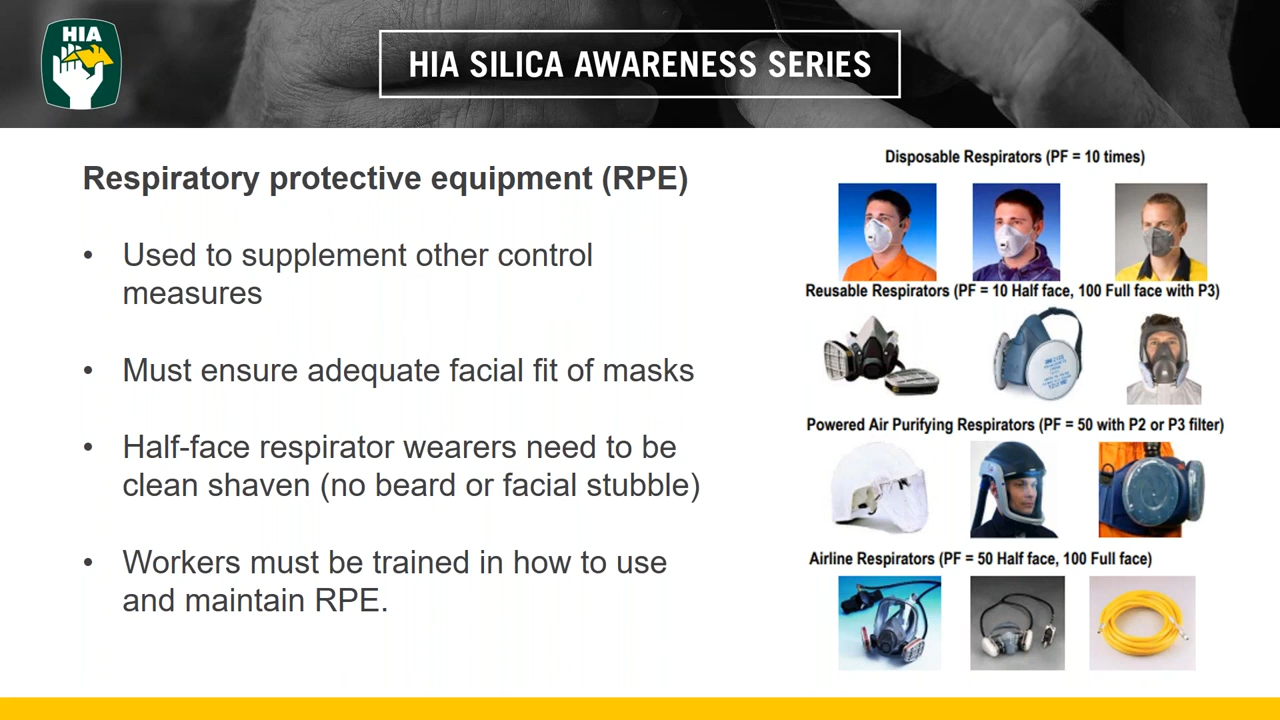 HIA
HIA SILICA AWARENESS SERIES
Respiratory protective equipment (RPE)
• Used to supplement other control
measures
• Must ensure adequate facial fit of masks
• Half-face respirator wearers need to be
clean shaven (no beard or facial stubble)
• Workers must be trained in how to use
and maintain RPE.
Disposable Respirators (PF = 10 times)
Reusable Respirators (PF = 10 Half face, 100 Full face with P3)
Powered Air Purifying Respirators (PF = 50 with P2 or P3 filter)
Airline Respirators (PF = 50 Half face, 100 Full face)